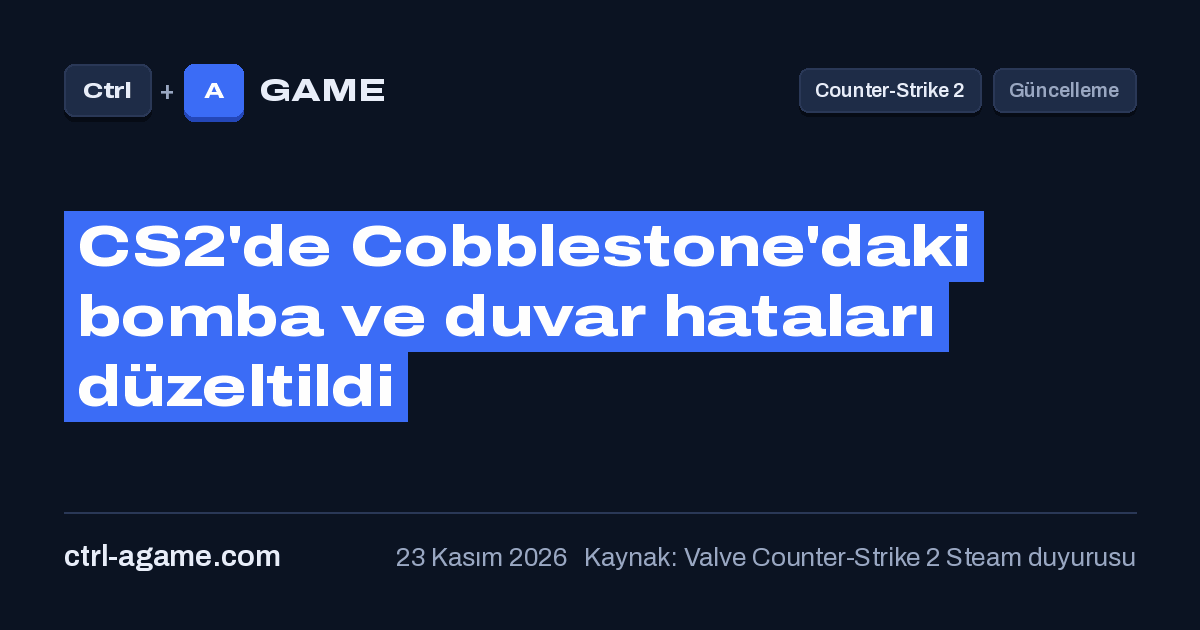 Ctrl + A GAME
Counter-Strike 2 Güncelleme
CS2'de Cobblestone'daki
bomba ve duvar hataları
düzeltildi
ctrl-agame.com
23 Kasım 2026 Kaynak: Valve Counter-Strike 2 Steam duyurusu